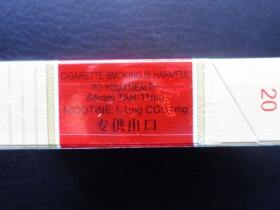 CIGARETTE SMOKING IS HARMFUL
TO YOUR HEALTH
84mm TAR:11mg
NICOTINE:1.1mg CO:11mg
专供出口
20